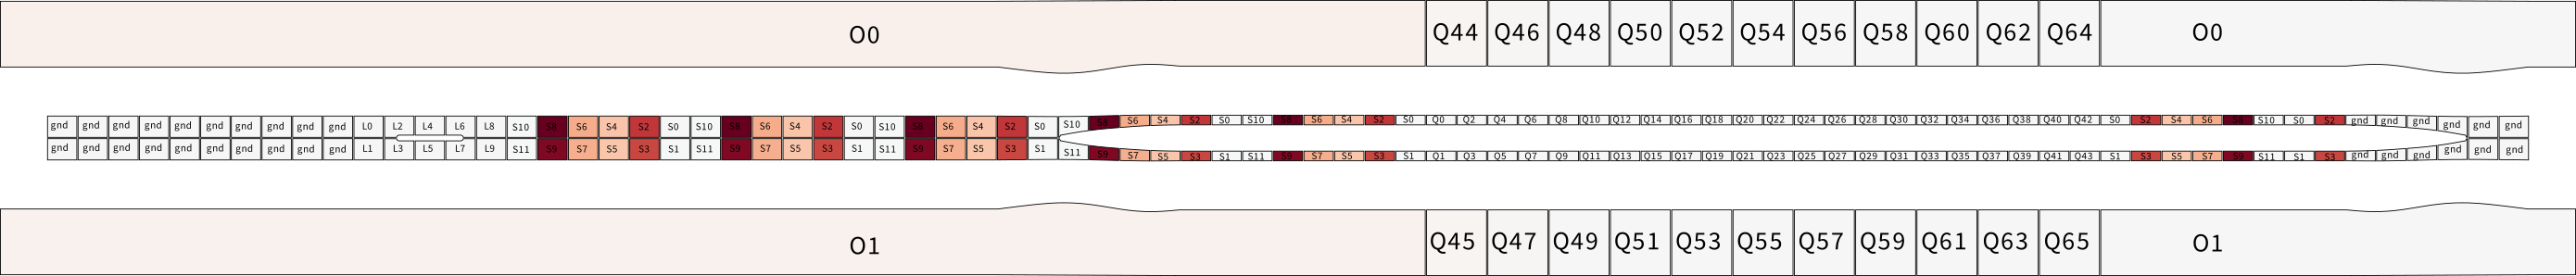 O0 Q44 Q46 Q48 Q50 Q52 Q54 Q56 Q58 Q60 Q62 Q64 O0
gnd gnd gnd gnd gnd gnd gnd gnd gnd gnd L0 L2 L4 L6 L8 S10 S8 S6 S4 S2 S0 S10 S8 S6 S4 S2 S0 S10 S8 S6 S4 S2 S0 S10 S8 S6 S4 S2 S0 S10 S8 S6 S4 S2 S0 Q0 Q2 Q4 Q6 Q8 Q10 Q12 Q14 Q16 Q18 Q20 Q22 Q24 Q26 Q28 Q30 Q32 Q34 Q36 Q38 Q40 Q42 S0 S2 S4 S6 S8 S10 S0 S2 gnd gnd gnd gnd gnd gnd
gnd gnd gnd gnd gnd gnd gnd gnd gnd gnd L1 L3 L5 L7 L9 S11 S9 S7 S5 S3 S1 S11 S9 S7 S5 S3 S1 S11 S9 S7 S5 S3 S1 S11 S9 S7 S5 S3 S1 S11 S9 S7 S5 S3 S1 Q1 Q3 Q5 Q7 Q9 Q11 Q13 Q15 Q17 Q19 Q21 Q23 Q25 Q27 Q29 Q31 Q33 Q35 Q37 Q39 Q41 Q43 S1 S3 S5 S7 S9 S11 S1 S3 gnd gnd gnd gnd gnd gnd
O1 Q45 Q47 Q49 Q51 Q53 Q55 Q57 Q59 Q61 Q63 Q65 O1